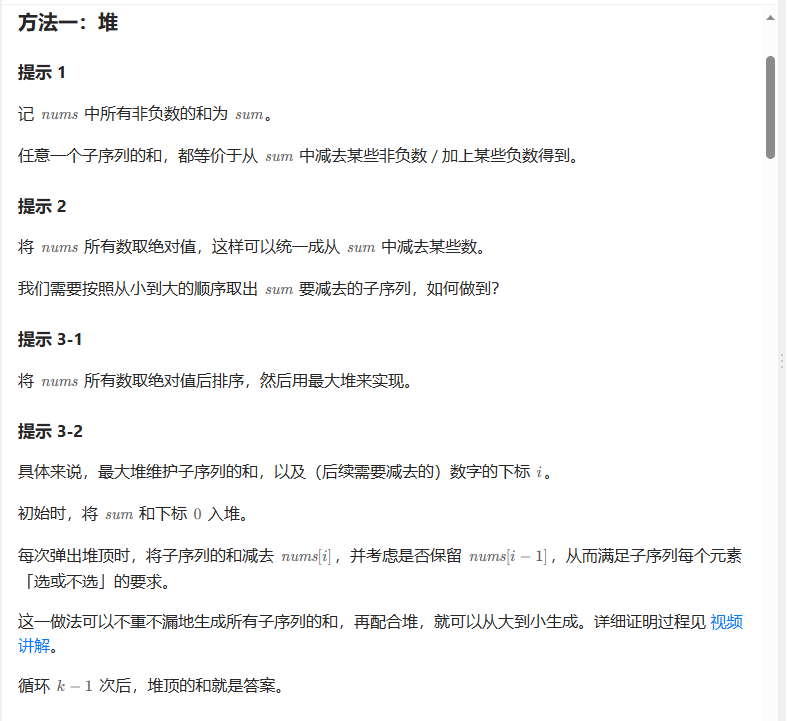 方法一：堆
提示 1
记 nums 中所有非负数的和为 sum。
任意一个子序列的和，都等价于从 sum 中减去某些非负数 / 加上某些负数得到。
提示 2
将 nums 所有数取绝对值，这样可以统一成从 sum 中减去某些数。
我们需要按照从小到大的顺序取出 sum 要减去的子序列，如何做到？
提示 3-1
将 nums 所有数取绝对值后排序，然后用最大堆来实现。
提示 3-2
具体来说，最大堆维护子序列的和，以及（后续需要减去的）数字的下标 i。
初始时，将 sum 和下标 0 入堆。
每次弹出堆顶时，将子序列的和减去 nums[i]，并考虑是否保留 nums[i − 1]，从而满足子序列每个元素
「选或不选」的要求。
这一做法可以不重不漏地生成所有子序列的和，再配合堆，就可以从大到小生成。详细证明过程见 视频
讲解。
循环 k − 1 次后，堆顶的和就是答案。